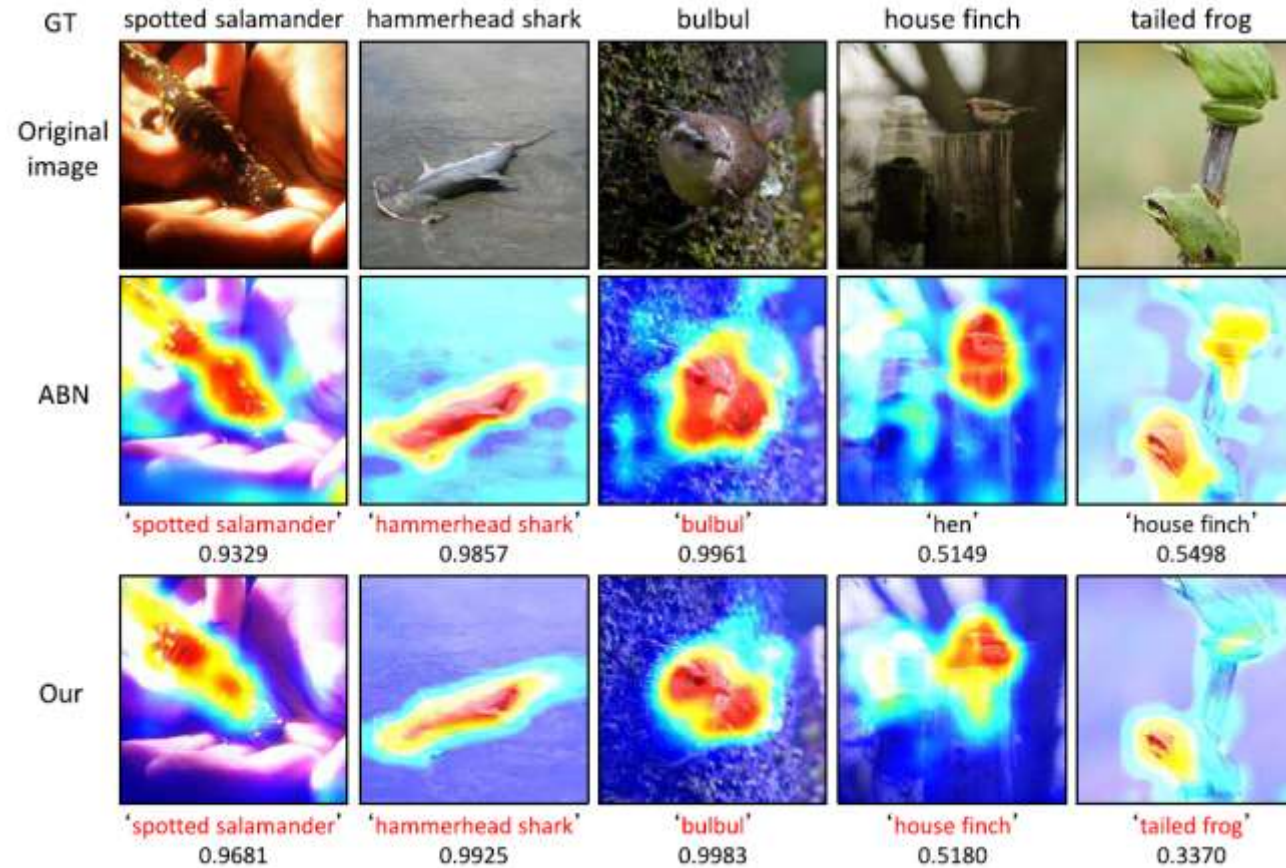 GT spotted salamander hammerhead shark bulbul house finch tailed frog
Original
image
ABN
'spotted salamander' 'hammerhead shark' 'bulbul' 'hen' 'house finch'
0.9329 0.9857 0.9961 0.5149 0.5498
Our
'spotted salamander' 'hammerhead shark' 'bulbul' 'house finch' 'tailed frog'
0.9681 0.9925 0.9983 0.5180 0.3370